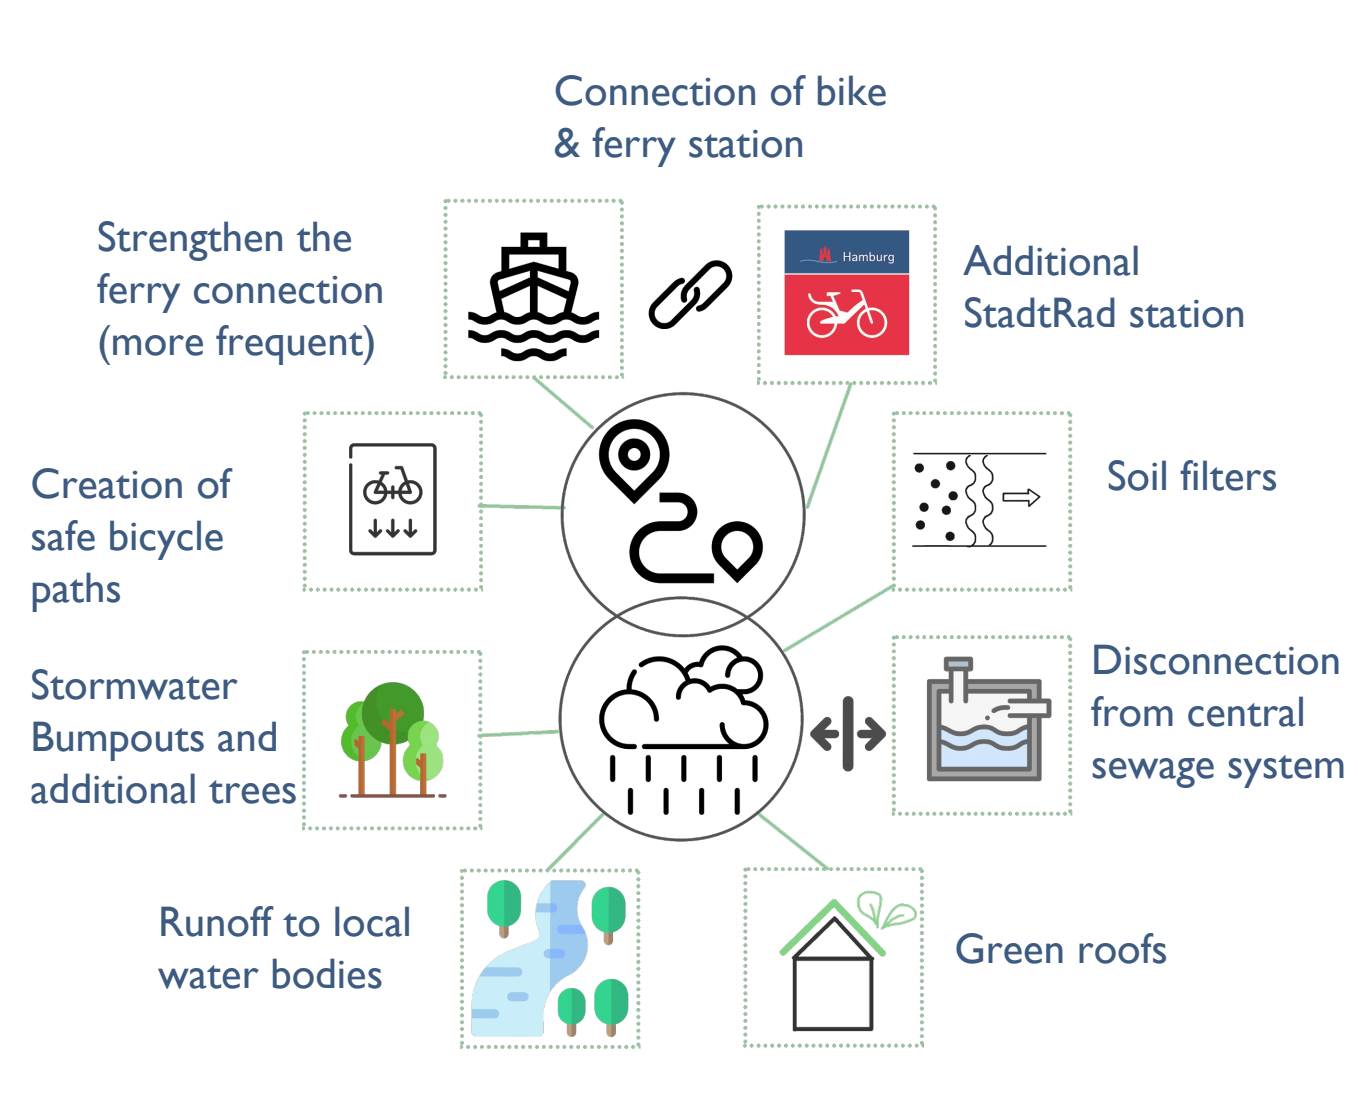 Connection of bike
& ferry station
Strengthen the
ferry connection
(more frequent)
Hamburg
Additional
StadtRad station
Creation of
safe bicycle
paths
Soil filters
Stormwater
Bumpouts and
additional trees
Disconnection
from central
sewage system
Runoff to local
water bodies
Green roofs